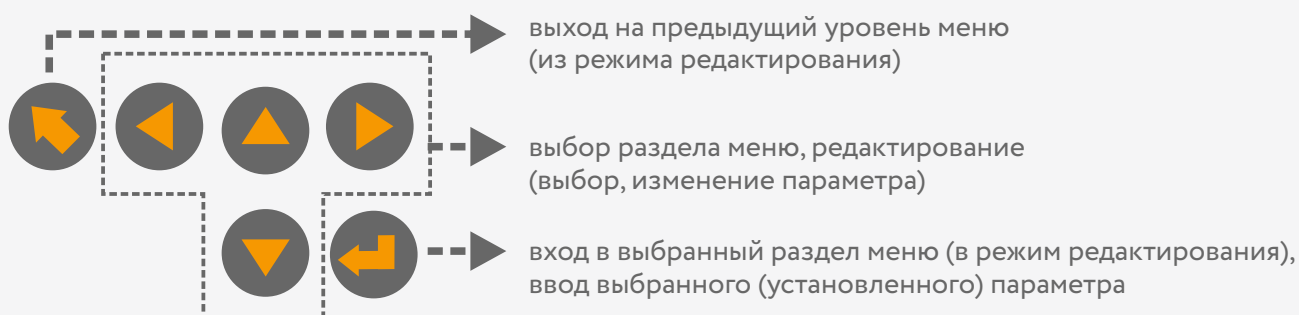 выход на предыдущий уровень меню
(из режима редактирования)
выбор раздела меню, редактирование
(выбор, изменение параметра)
вход в выбранный раздел меню (в режим редактирования),
ввод выбранного (установленного) параметра